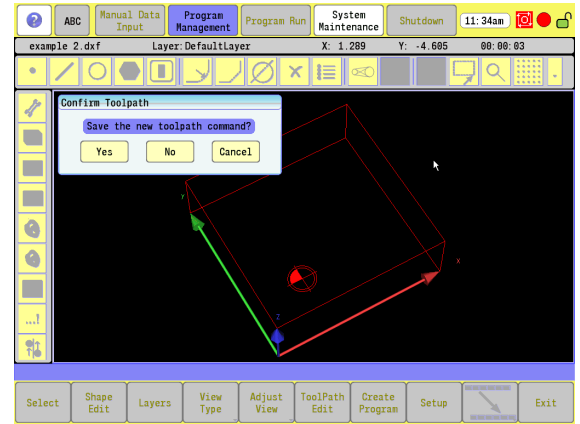 ?
ABC
Manual Data
Input
Program
Management
Program Run
System
Maintenance
Shutdown
11:34am
example 2.dxf
Layer:DefaultLayer
X: 1.289
Y: -4.605
00:00:03
Confirm Toolpath
Save the new toolpath command?
Yes
No
Cancel
Y
X
Z
...!
Select
Shape
Edit
Layers
View
Type
Adjust
View
ToolPath
Edit
Create
Program
Setup
Exit